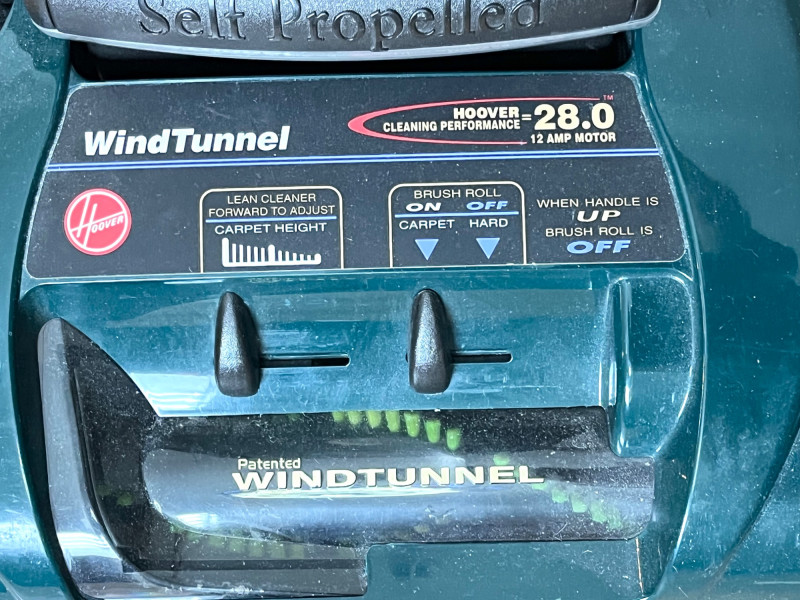 Self Propelled
WindTunnel
HOOVER
CLEANING PERFORMANCE
=28.0™
12 AMP MOTOR
HOOVER
LEAN CLEANER
FORWARD TO ADJUST
CARPET HEIGHT
BRUSH ROLL
ON OFF
CARPET HARD
WHEN HANDLE IS
UP
BRUSH ROLL IS
OFF
Patented
WINDTUNNEL